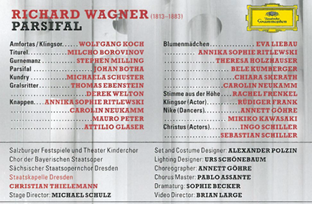 RICHARD WAGNER (1813–1883)
PARSIFAL
Deutsche Grammophon
Amfortas / Klingsor: WOLFGANG KOCH
Titurel: MILCHO BOROVINOV
Gurnemanz: STEPHEN MILLING
Parsifal: JOHAN BOTHA
Kundry: MICHAELA SCHUSTER
Gralsritter: THOMAS EBENSTEIN
DEREK WELTON
Knappen: ANNIKA SOPHIE RITLEWSKI
CAROLIN NEUKAMM
MAURO PETER
ATTILIO GLASER
Blumenmädchen: EVA LIEBAU
ANNIKA SOPHIE RITLEWSKI
THERESA HOLZHAUSER
BELE KUMBERGER
CHIARA SKERATH
CAROLIN NEUKAMM
Stimme aus der Höhe: RACHEL FRENKEL
Klingsor (Actor): RÜDIGER FRANK
Nike (Dancers): ANNETT GÖHRE
MIKIKO KAWASAKI
Christus (Actors): INGO SCHILLER
SEBASTIAN SCHILLER
Salzburger Festspiele und Theater Kinderchor
Chor der Bayerischen Staatsoper
Sächsischer Staatsopernchor Dresden
Staatskapelle Dresden
CHRISTIAN THIELEMANN
Stage Director: MICHAEL SCHULZ
Set and Costume Designer: ALEXANDER POLZIN
Lighting Designer: URS SCHÖNEBAUM
Choreographer: ANNETT GÖHRE
Chorus Master: PABLO ASSANTE
Dramaturg: SOPHIE BECKER
Video Director: BRIAN LARGE